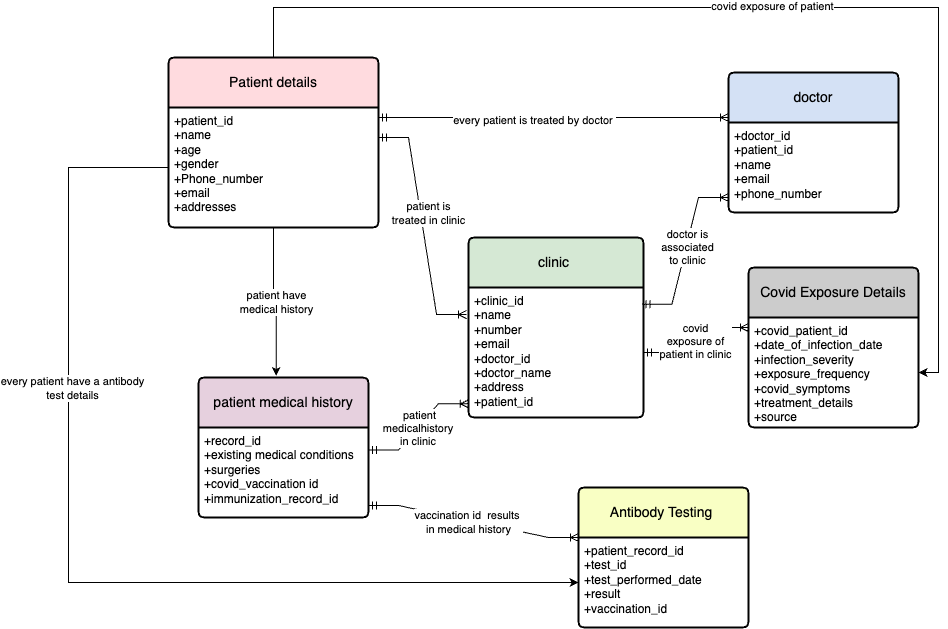 covid exposure of patient
Patient details
+patient_id
+name
+age
+gender
+Phone_number
+email
+addresses
every patient is treated by doctor
doctor
+doctor_id
+patient_id
+name
+email
+phone_number
patient is
treated in clinic
doctor is
associated
to clinic
clinic
+clinic_id
+name
+number
+email
+doctor_id
+doctor_name
+address
+patient_id
covid
exposure of
patient in clinic
Covid Exposure Details
+covid_patient_id
+date_of_infection_date
+infection_severity
+exposure_frequency
+covid_symptoms
+treatment_details
+source
patient have
medical history
every patient have a antibody
test details
patient medical history
+record_id
+existing medical conditions
+surgeries
+covid_vaccination id
+immunization_record_id
patient
medicalhistory
in clinic
vaccination id  results
in medical history
Antibody Testing
+patient_record_id
+test_id
+test_performed_date
+result
+vaccination_id